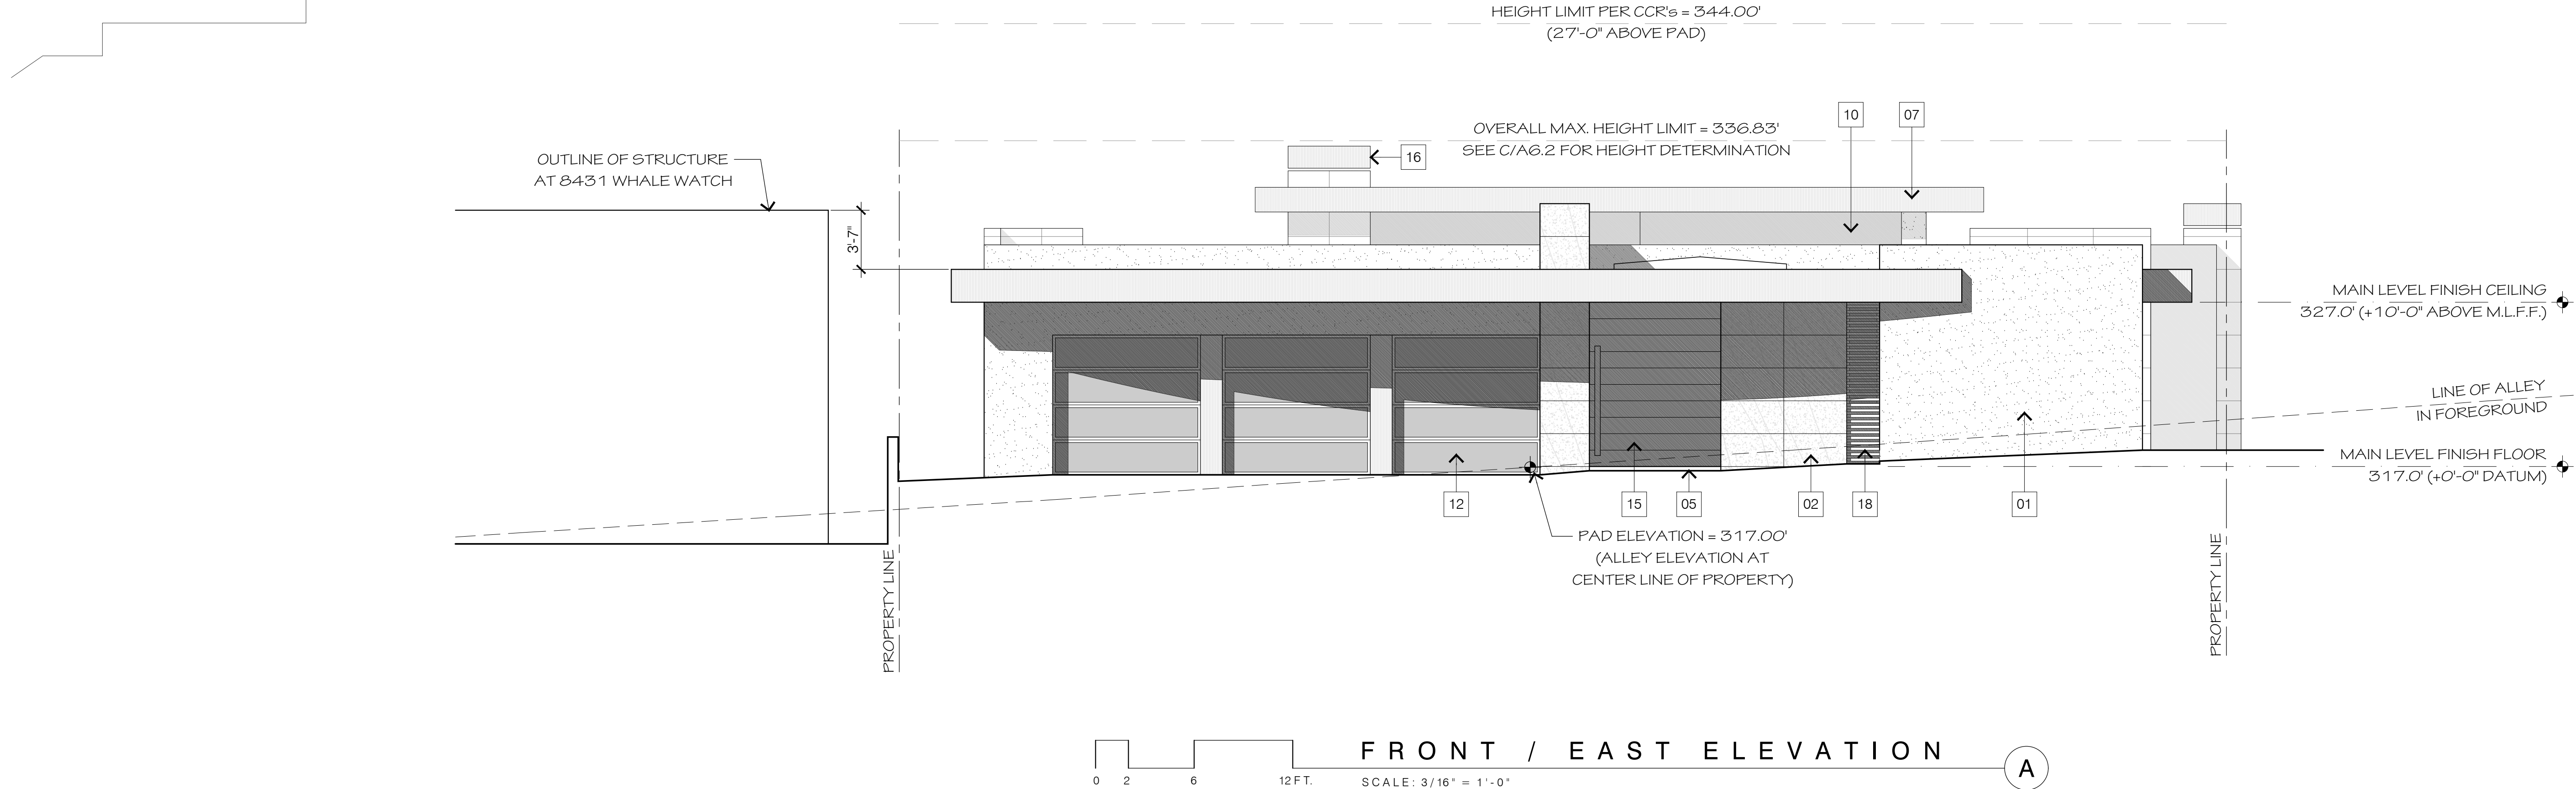 HEIGHT LIMIT PER CCR's = 344.00'
(27'-0" ABOVE PAD)
10
07
OVERALL MAX. HEIGHT LIMIT = 336.83'
SEE C/A6.2 FOR HEIGHT DETERMINATION
16
OUTLINE OF STRUCTURE
AT 8431 WHALE WATCH
3'-7"
MAIN LEVEL FINISH CEILING
327.0' (+10'-0" ABOVE M.L.F.F.)
LINE OF ALLEY
IN FOREGROUND
MAIN LEVEL FINISH FLOOR
317.0' (+0'-0" DATUM)
12
15
05
02
18
01
PAD ELEVATION = 317.00'
(ALLEY ELEVATION AT
CENTER LINE OF PROPERTY)
PROPERTY LINE
PROPERTY LINE
FRONT / EAST ELEVATION
A
0 2 6 12 FT.
SCALE: 3/16" = 1'-0"